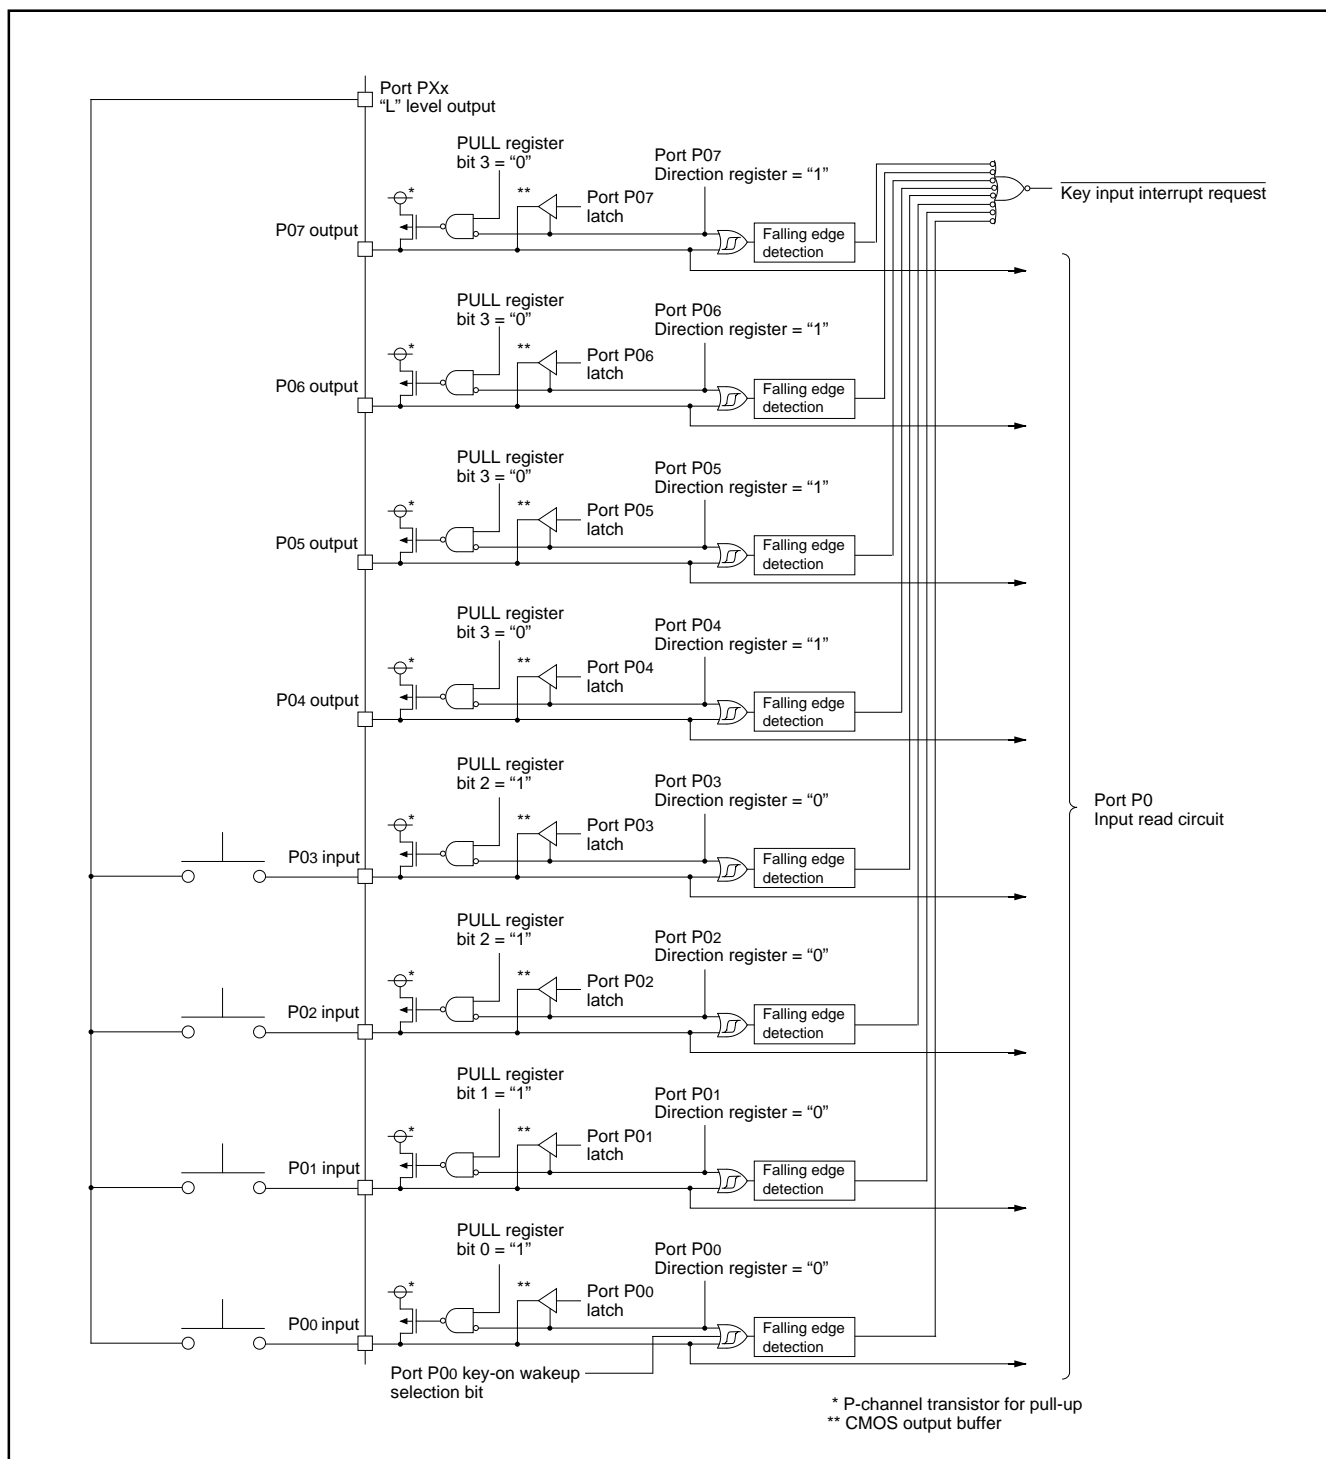 Port PXx
“L” level output
PULL register
bit 3 = “0”
Port P07
Direction register = “1”
*
**
Port P07
latch
Key input interrupt request
P07 output
Falling edge
detection
PULL register
bit 3 = “0”
Port P06
Direction register = “1”
*
**
Port P06
latch
P06 output
Falling edge
detection
PULL register
bit 3 = “0”
Port P05
Direction register = “1”
*
**
Port P05
latch
P05 output
Falling edge
detection
PULL register
bit 3 = “0”
Port P04
Direction register = “1”
*
**
Port P04
latch
P04 output
Falling edge
detection
PULL register
bit 2 = “1”
Port P03
Direction register = “0”
*
**
Port P03
latch
P03 input
Falling edge
detection
Port P0
Input read circuit
PULL register
bit 2 = “1”
Port P02
Direction register = “0”
*
**
Port P02
latch
P02 input
Falling edge
detection
PULL register
bit 1 = “1”
Port P01
Direction register = “0”
*
**
Port P01
latch
P01 input
Falling edge
detection
PULL register
bit 0 = “1”
Port P00
Direction register = “0”
*
**
Port P00
latch
P00 input
Falling edge
detection
Port P00 key-on wakeup
selection bit
* P-channel transistor for pull-up
** CMOS output buffer